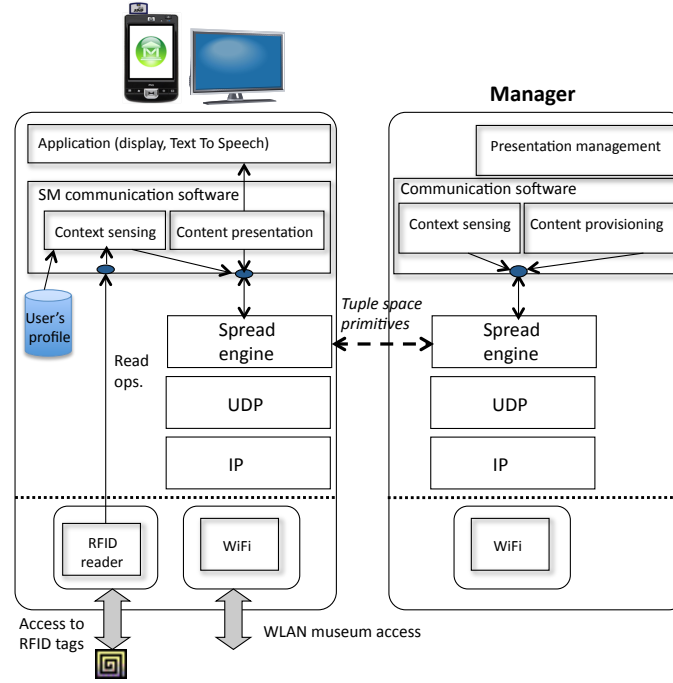 Manager
Application (display, Text To Speech)
SM communication software
Context sensing
Content presentation
User's
profile
Read
ops.
Spread
engine
UDP
IP
RFID
reader
WiFi
Access to
RFID tags
WLAN museum access
Tuple space
primitives
Presentation management
Communication software
Context sensing
Content provisioning
Spread
engine
UDP
IP
WiFi